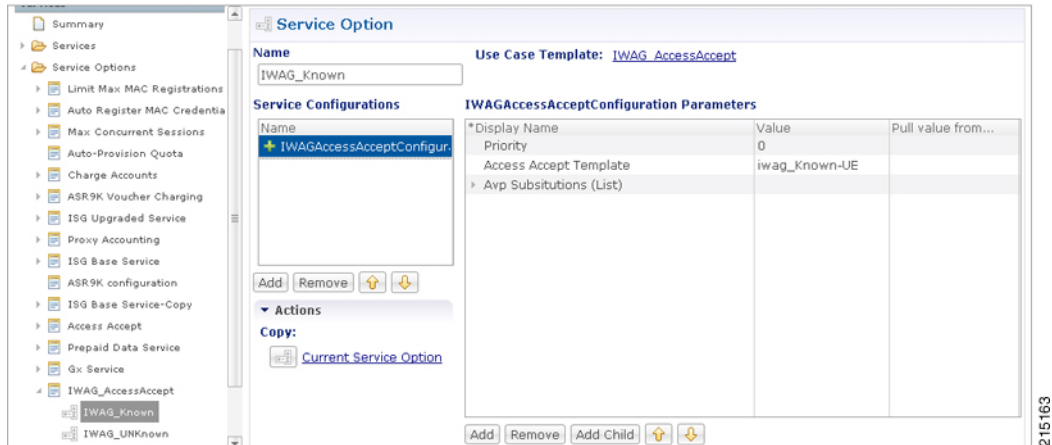 Summary
Services
Service Options
Limit Max MAC Registrations
Auto Register MAC Credentia
Max Concurrent Sessions
Auto-Provision Quota
Charge Accounts
ASR9K Voucher Charging
ISG Upgraded Service
Proxy Accounting
ISG Base Service
ASR9K configuration
ISG Base Service-Copy
Access Accept
Prepaid Data Service
Gx Service
IWAG_AccessAccept
IWAG_Known
IWAG_UNKnown
Service Option
Name
IWAG_Known
Use Case Template: IWAG_AccessAccept
Service Configurations
Name
IWAGAccessAcceptConfigur.
Add Remove
Actions
Copy:
Current Service Option
IWAGAccessAcceptConfiguration Parameters
*Display Name Value Pull value from...
Priority 0
Access Accept Template iwag_Known-UE
Avp Subsitutions (List)
Add Remove Add Child
215163